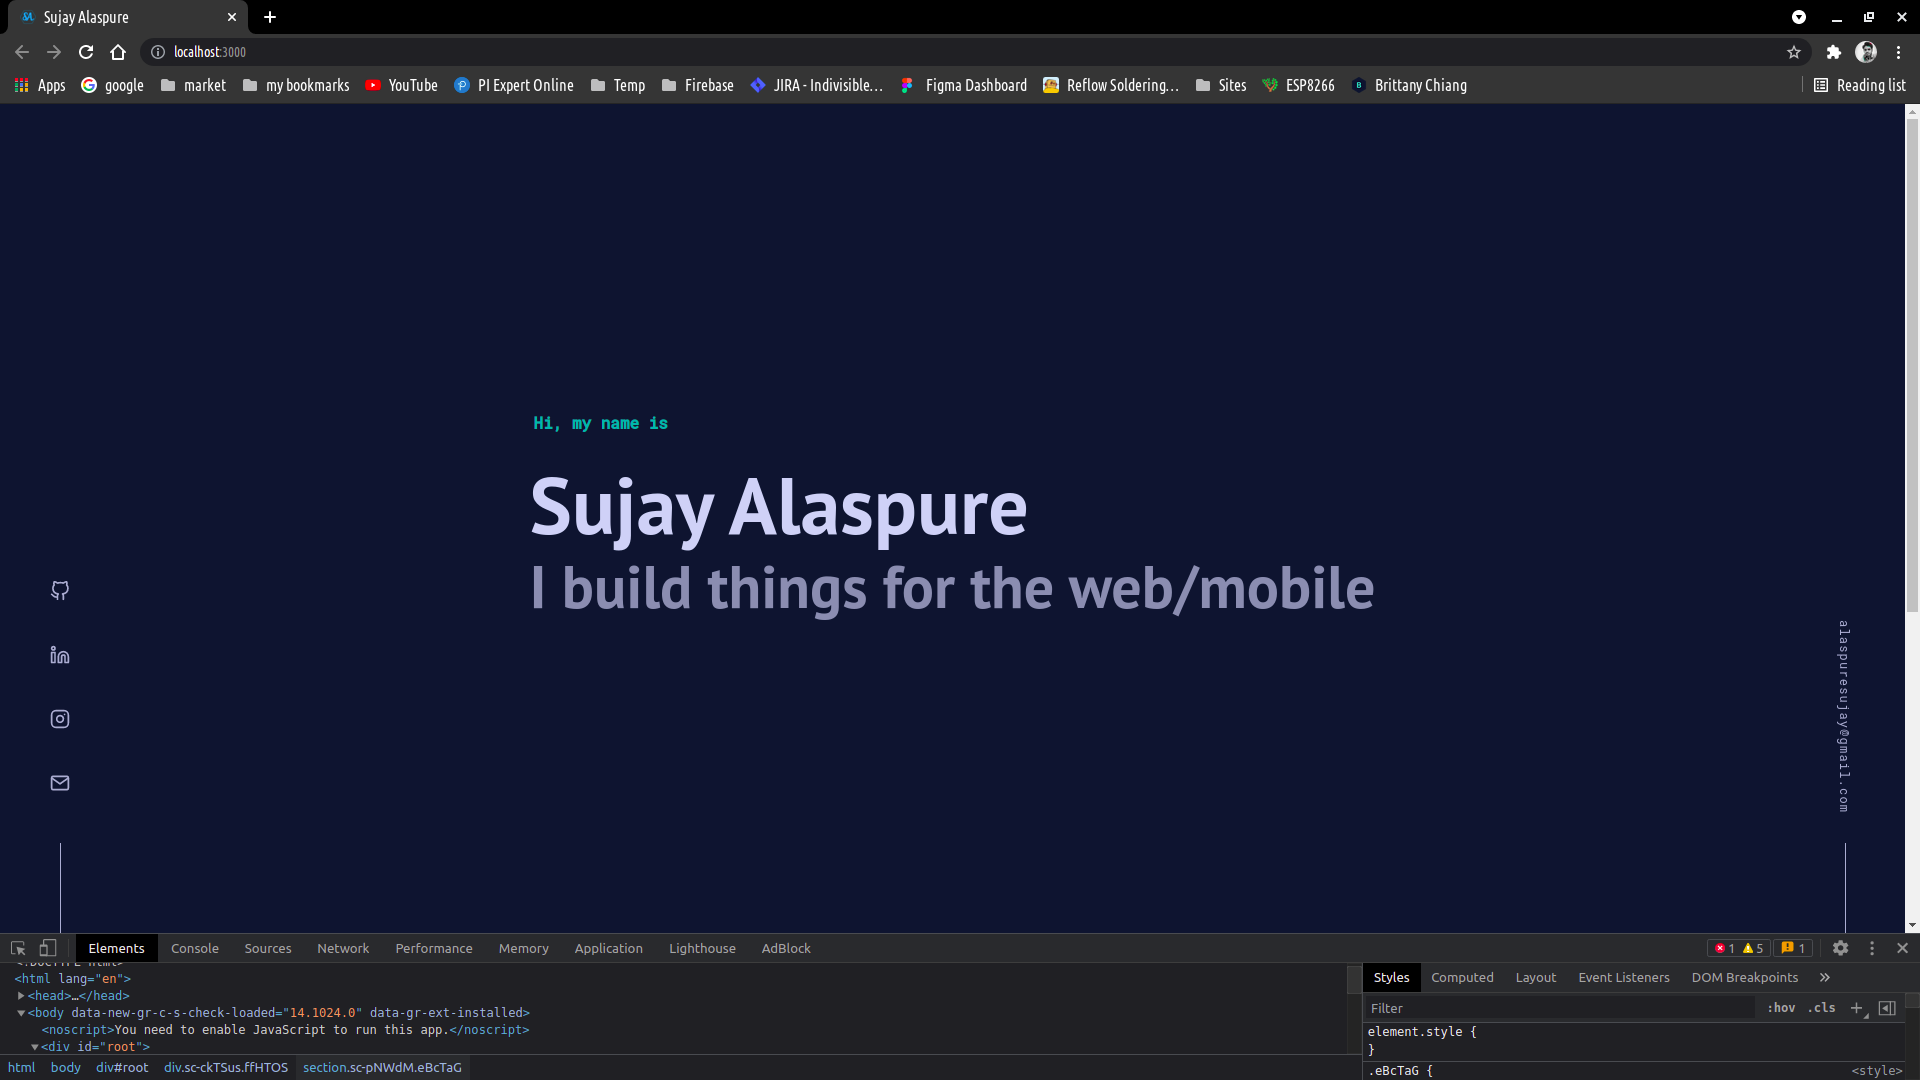 Sujay Alaspure
localhost:3000
Apps google market my bookmarks YouTube PI Expert Online Temp Firebase JIRA - Indivisible... Figma Dashboard Reflow Soldering... Sites ESP8266 Brittany Chiang Reading list
Hi, my name is
Sujay Alaspure
I build things for the web/mobile
alaspuresujay@gmail.com
Elements Console Sources Network Performance Memory Application Lighthouse AdBlock 1 5 1
<!DOCTYPE html>
<html lang="en">
<head>…</head>
<body data-new-gr-c-s-check-loaded="14.1024.0" data-gr-ext-installed>
<noscript>You need to enable JavaScript to run this app.</noscript>
<div id="root">
html body div#root div.sc-ckTSus.ffHTOS section.sc-pNWdM.eBcTaG
Styles Computed Layout Event Listeners DOM Breakpoints »
Filter :hov .cls
element.style {
}
.eBcTaG { <style>